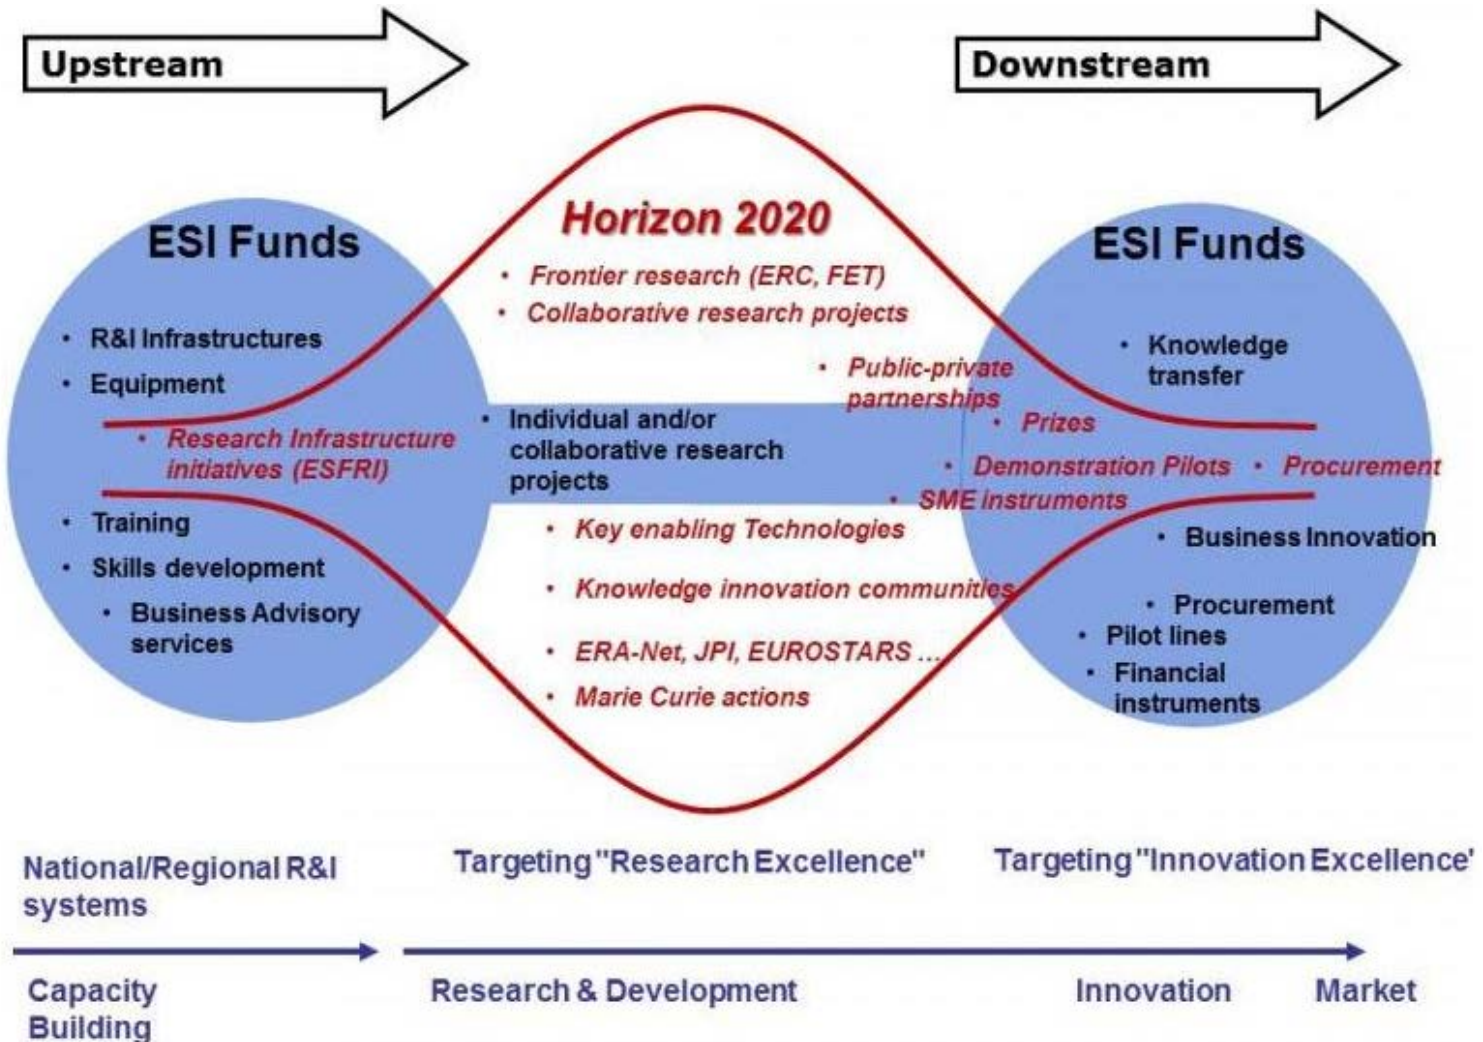 Upstream
Downstream
ESI Funds
• R&I Infrastructures
• Equipment
• Research Infrastructure
initiatives (ESFRI)
• Training
• Skills development
• Business Advisory
services
Horizon 2020
• Frontier research (ERC, FET)
• Collaborative research projects
• Public-private
partnerships
• Individual and/or
collaborative research
projects
• Prizes
• Demonstration Pilots
• Procurement
• SME instruments
• Key enabling Technologies
• Knowledge innovation communities
• ERA-Net, JPI, EUROSTARS ...
• Marie Curie actions
ESI Funds
• Knowledge
transfer
• Business Innovation
• Procurement
• Pilot lines
• Financial
instruments
National/Regional R&I
systems
Targeting "Research Excellence"
Targeting "Innovation Excellence'
Capacity
Building
Research & Development
Innovation
Market